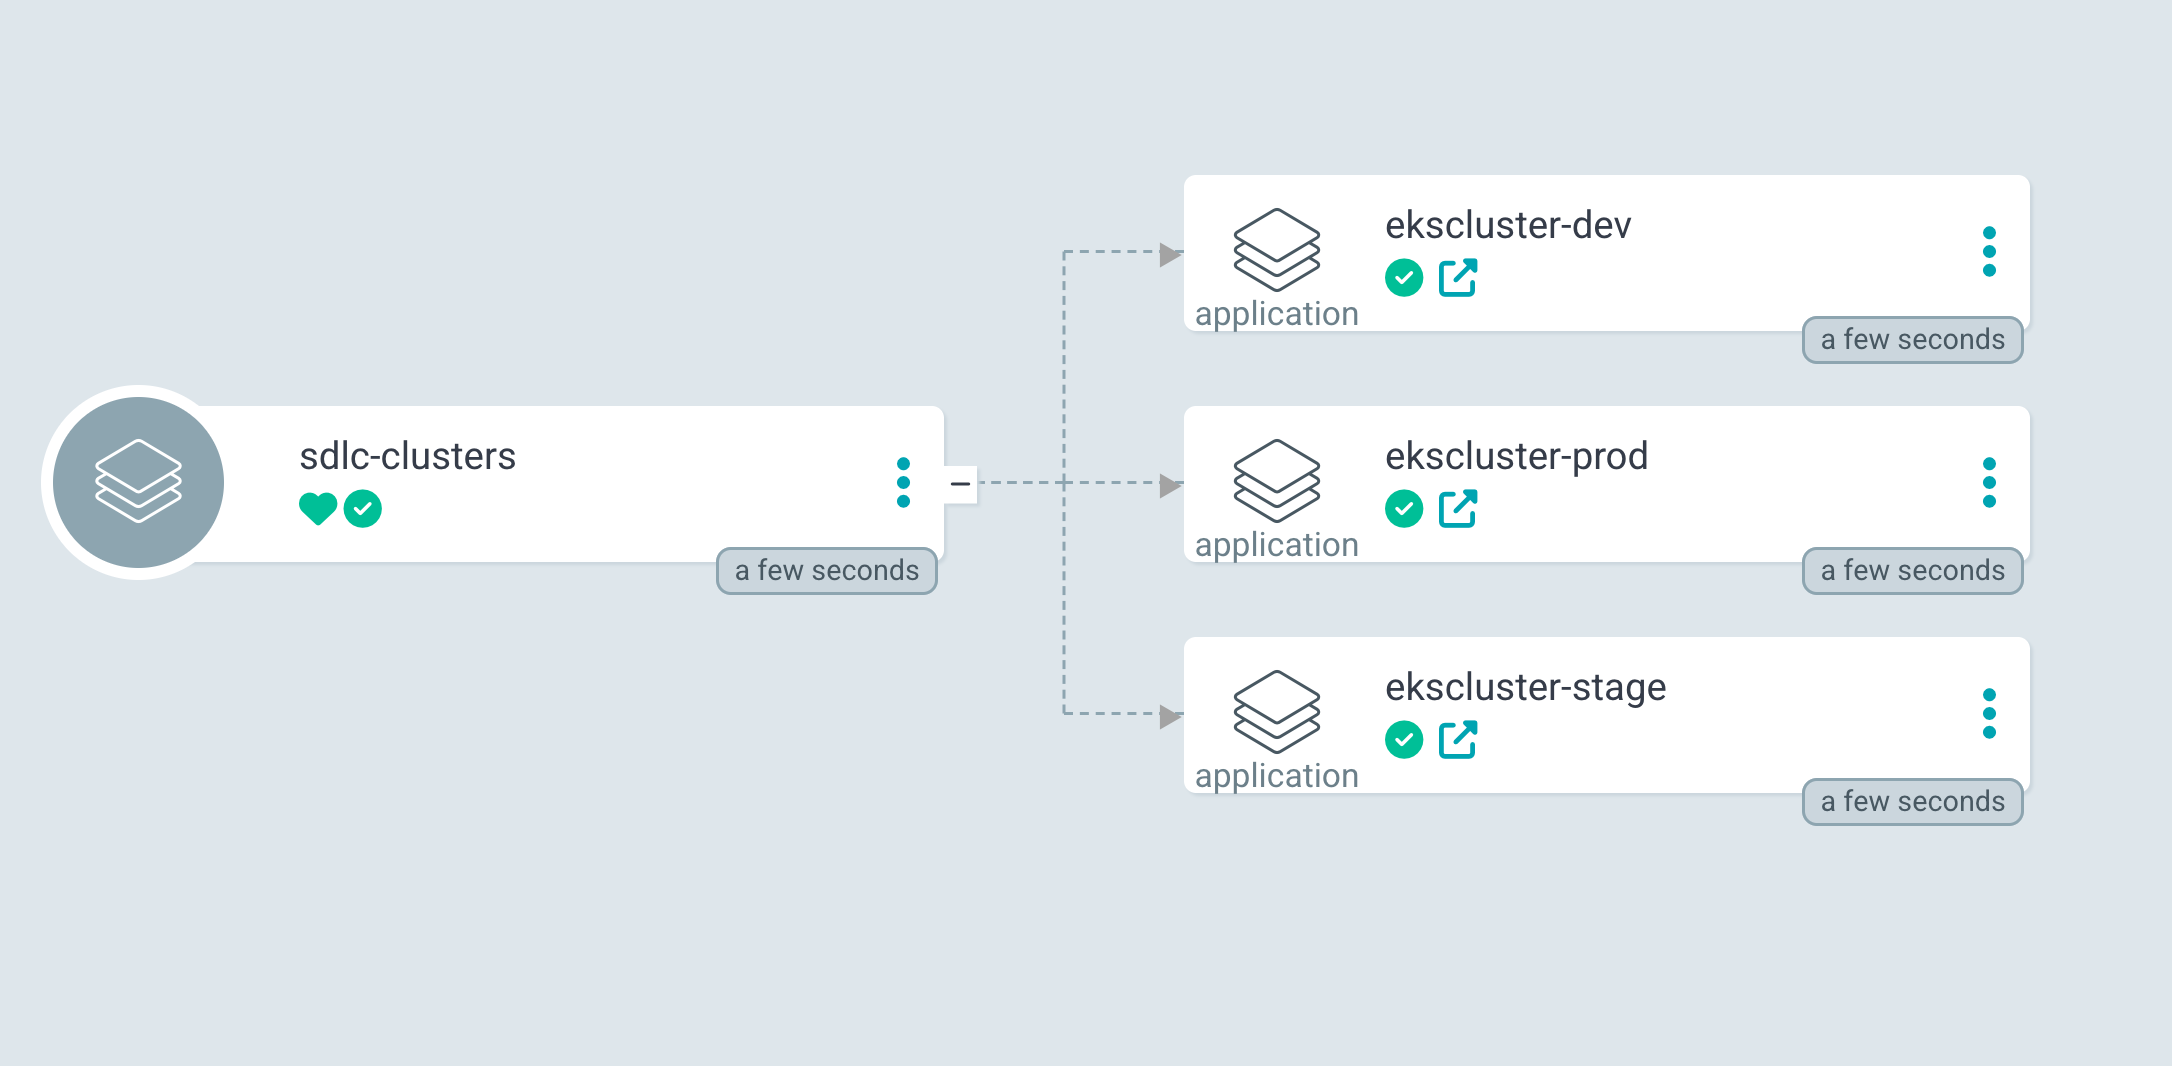 sdlc-clusters
a few seconds
ekscluster-dev
application
a few seconds
ekscluster-prod
application
a few seconds
ekscluster-stage
application
a few seconds